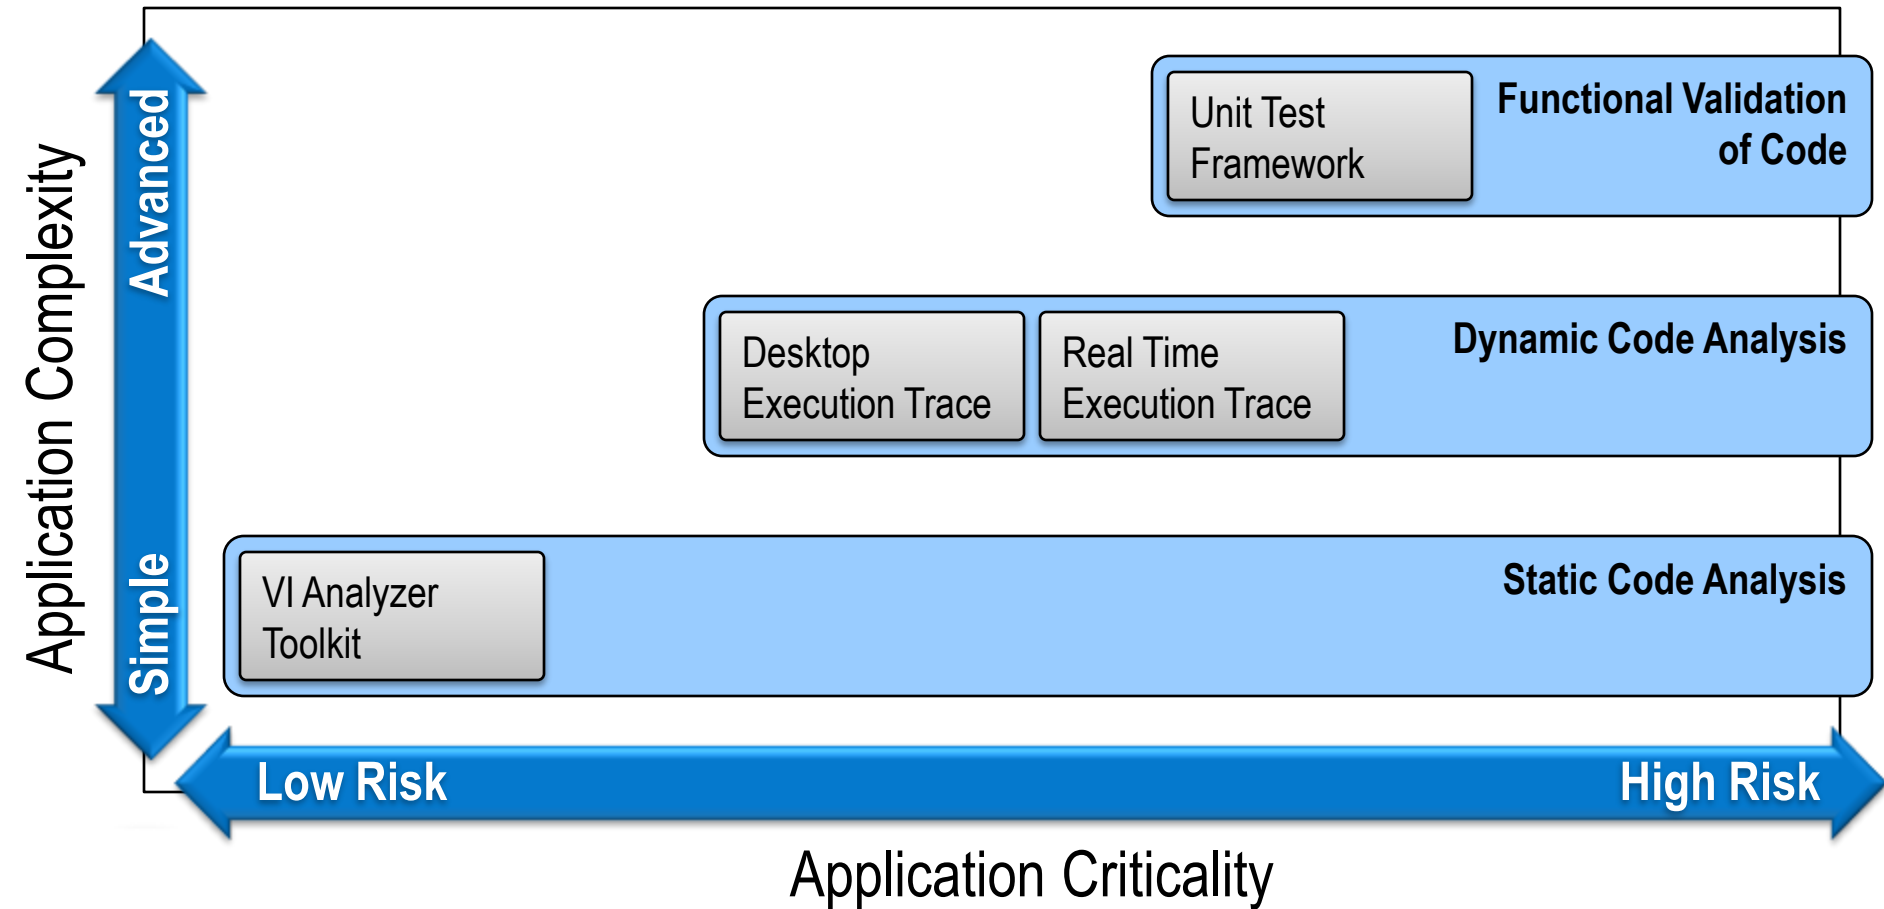 Application Complexity
Advanced
Simple
Unit Test
Framework
Functional Validation
of Code
Desktop
Execution Trace
Real Time
Execution Trace
Dynamic Code Analysis
VI Analyzer
Toolkit
Static Code Analysis
Low Risk
High Risk
Application Criticality